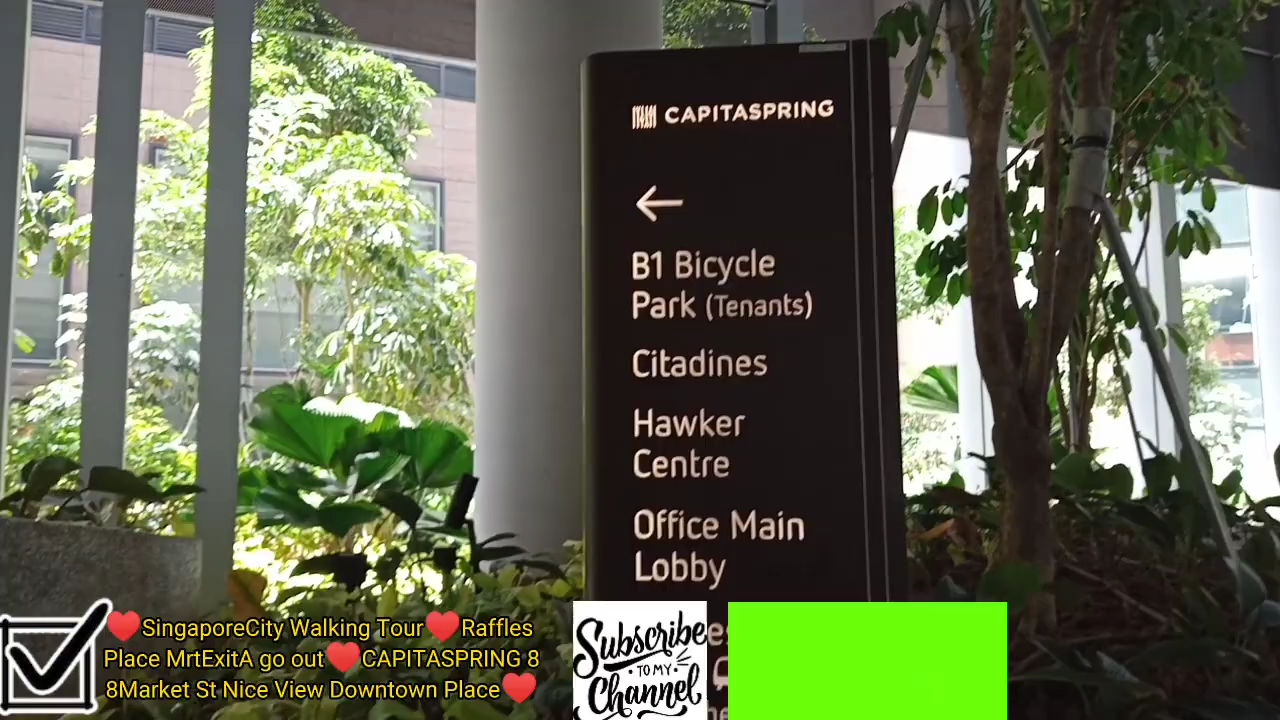 CAPITASPRING
B1 Bicycle
Park (Tenants)
Citadines
Hawker
Centre
Office Main
Lobby
SingaporeCity Walking Tour Raffles
Place MrtExitA go out CAPITASPRING 8
8Market St Nice View Downtown Place
Subscribe
TO MY
Channel